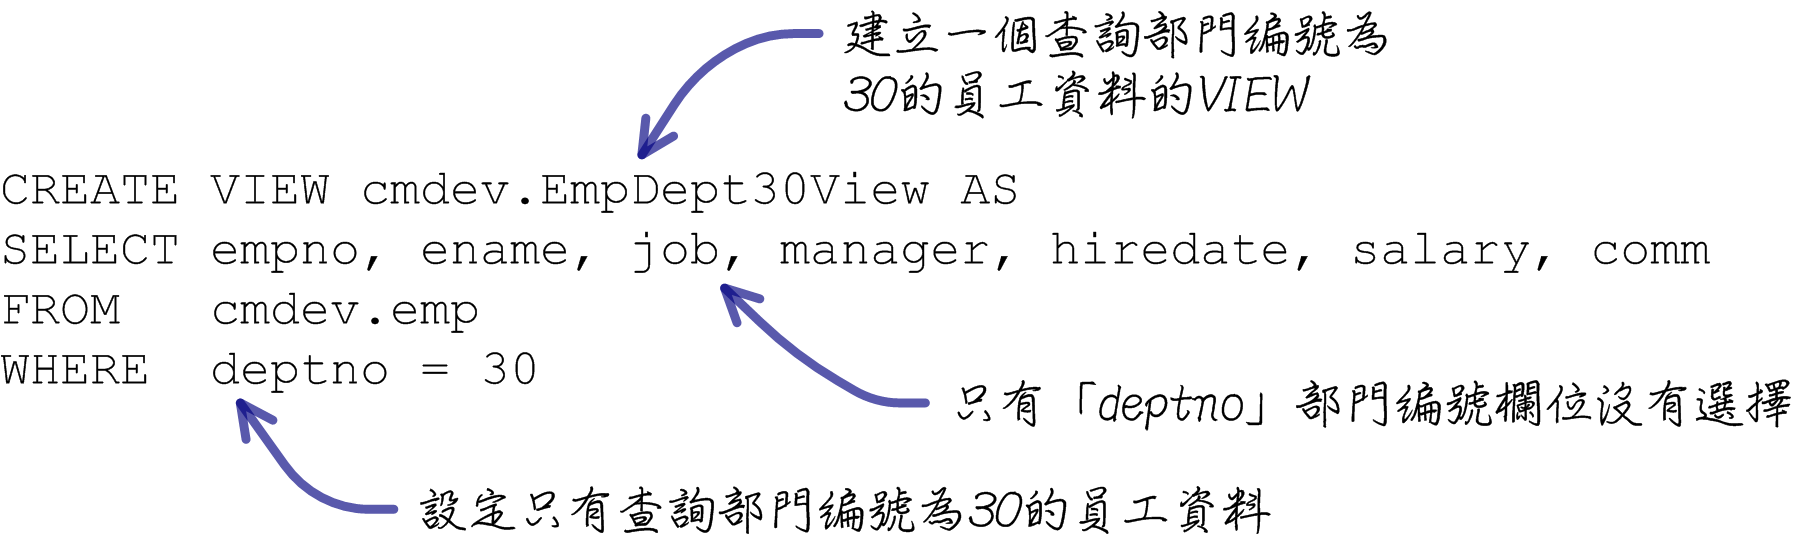 建立一個查詢部門編號為
30的員工資料的VIEW
CREATE VIEW cmdev.EmpDept30View AS
SELECT empno, ename, job, manager, hiredate, salary, comm
FROM cmdev.emp
WHERE deptno = 30
只有「deptno」部門編號欄位沒有選擇
設定只有查詢部門編號為30的員工資料